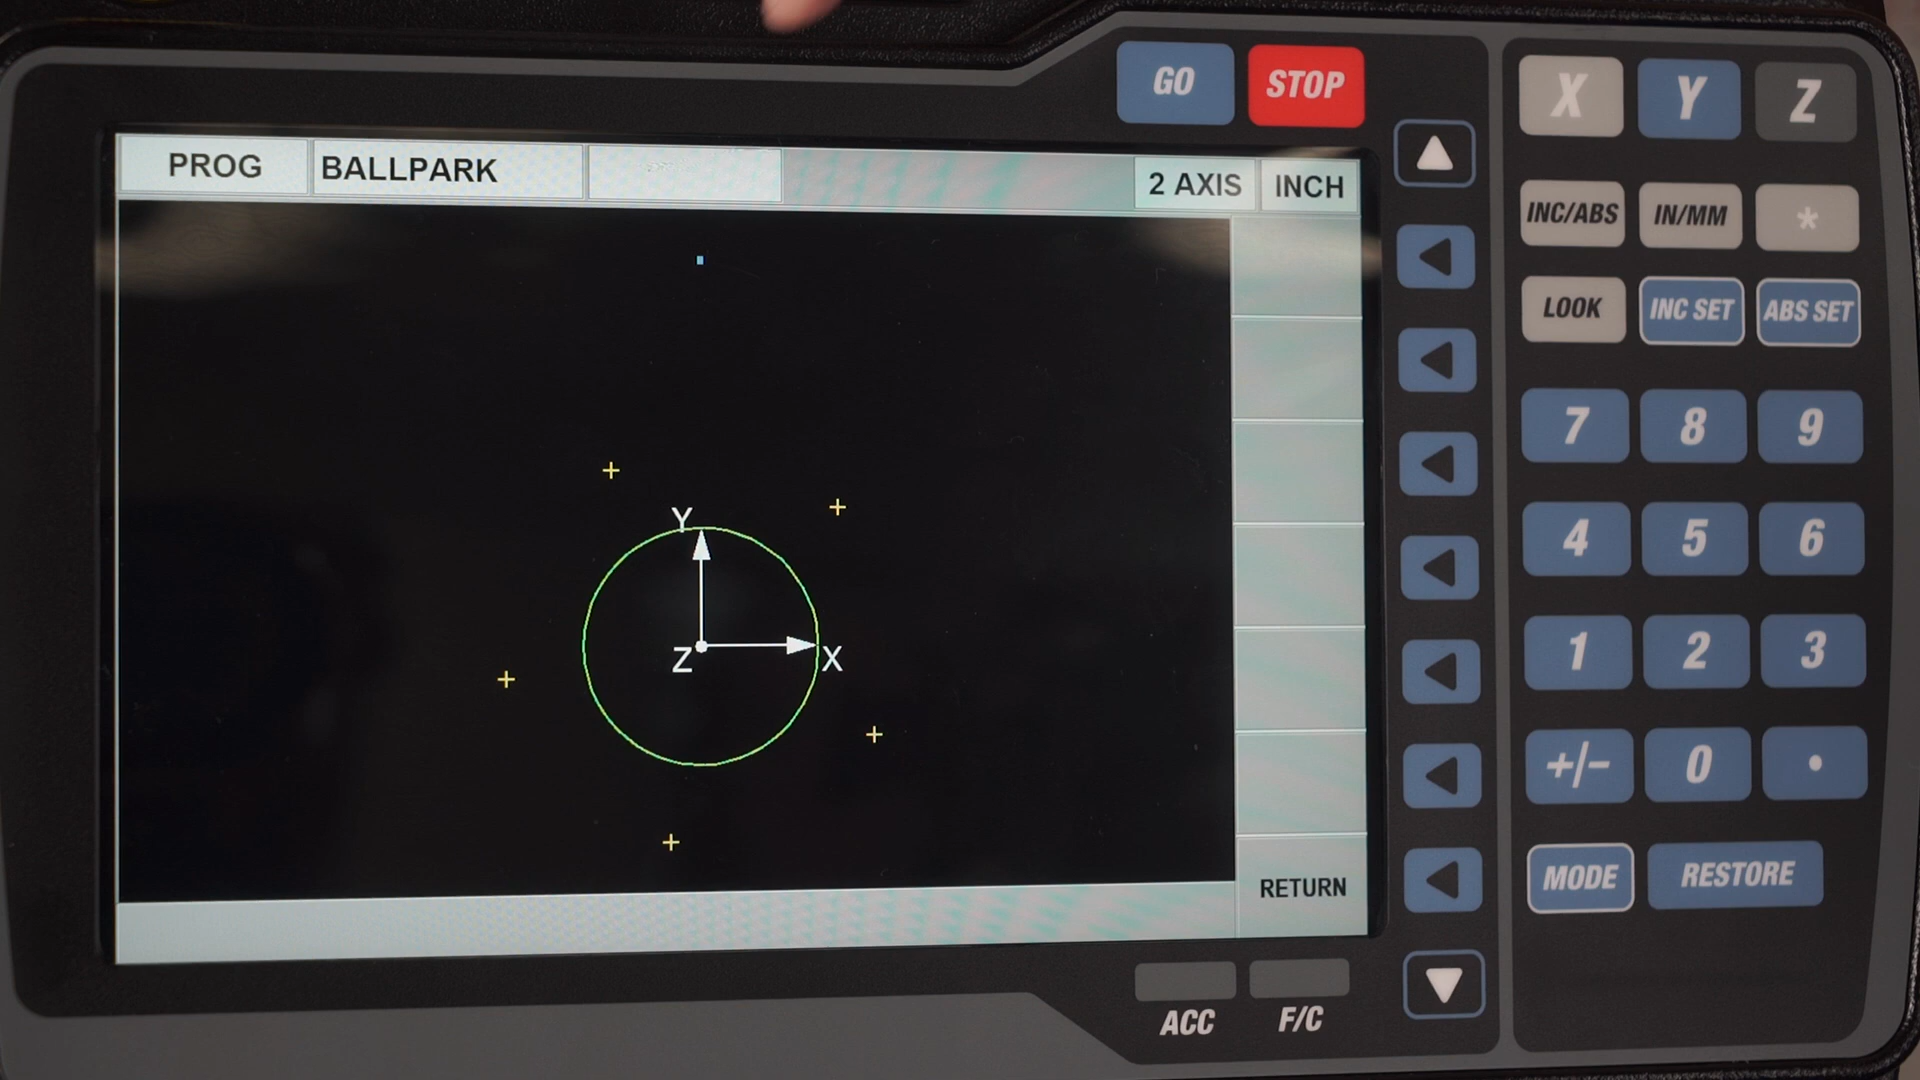 GO STOP
PROG BALLPARK 2 AXIS INCH
X Y Z
INC/ABS IN/MM *
LOOK INC SET ABS SET
7 8 9
4 5 6
1 2 3
+/- 0 .
MODE RESTORE
Y
Z X
RETURN
ACC F/C